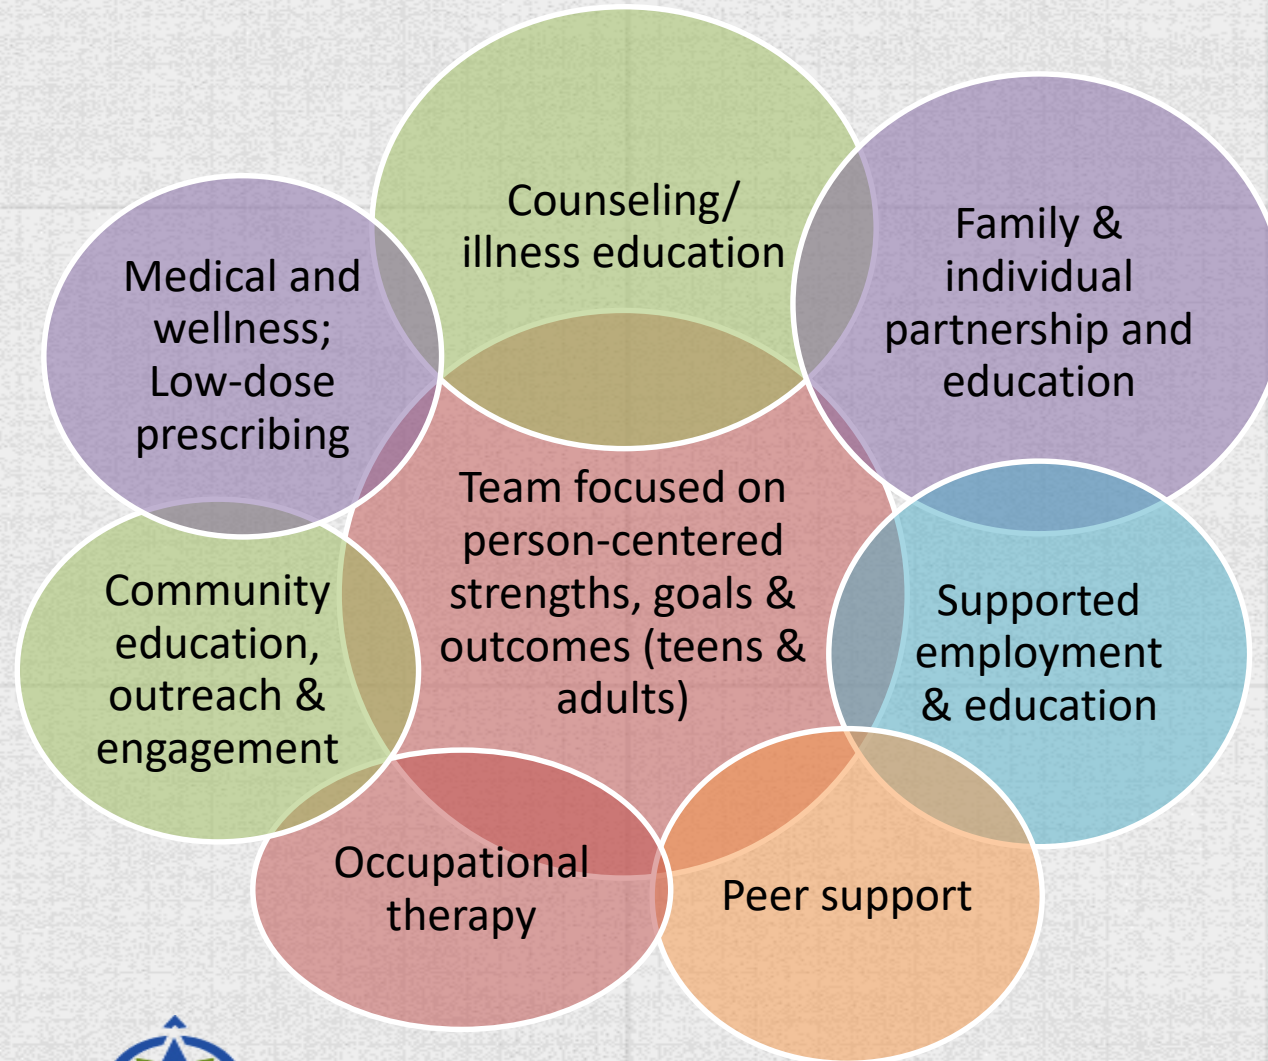 Counseling/
illness education
Family &
individual
partnership and
education
Medical and
wellness;
Low-dose
prescribing
Team focused on
person-centered
strengths, goals &
outcomes (teens &
adults)
Supported
employment
& education
Community
education,
outreach &
engagement
Occupational
therapy
Peer support